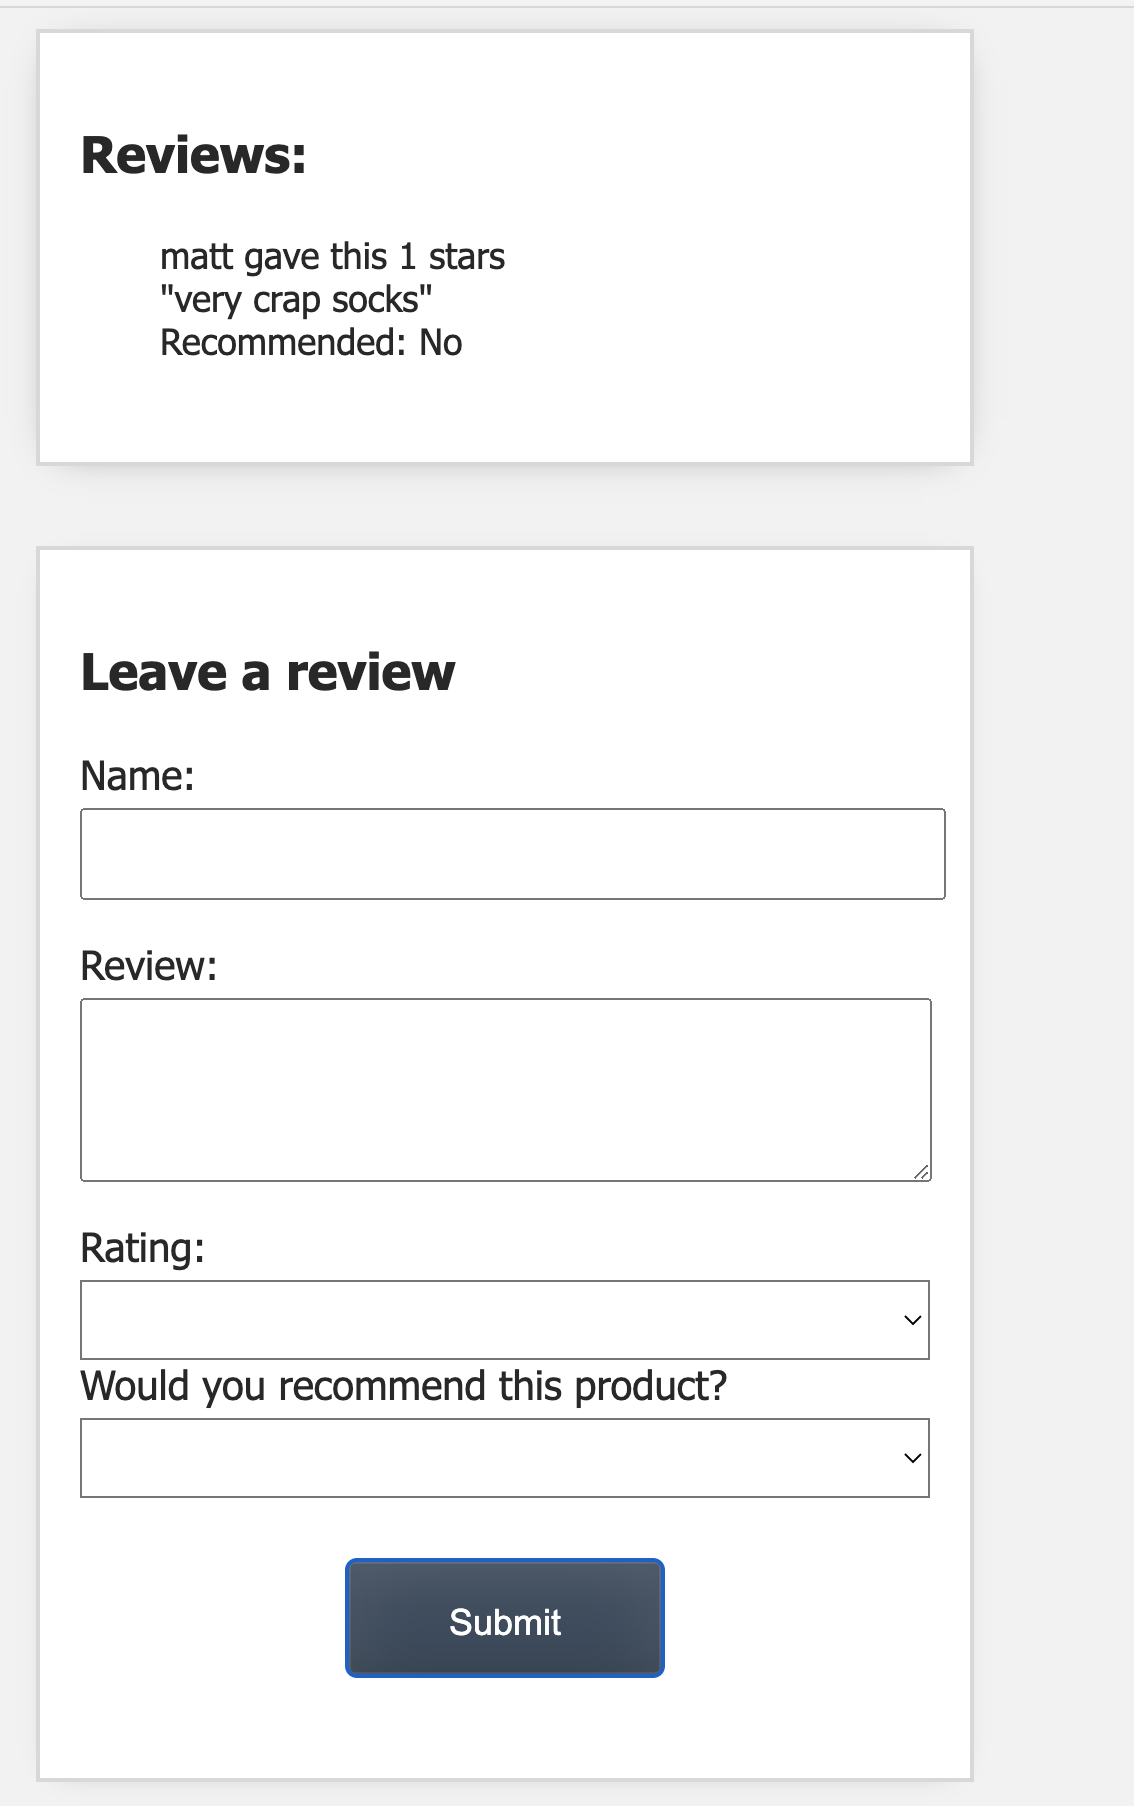 Reviews:
matt gave this 1 stars
"very crap socks"
Recommended: No
Leave a review
Name:
Review:
Rating:
Would you recommend this product?
Submit